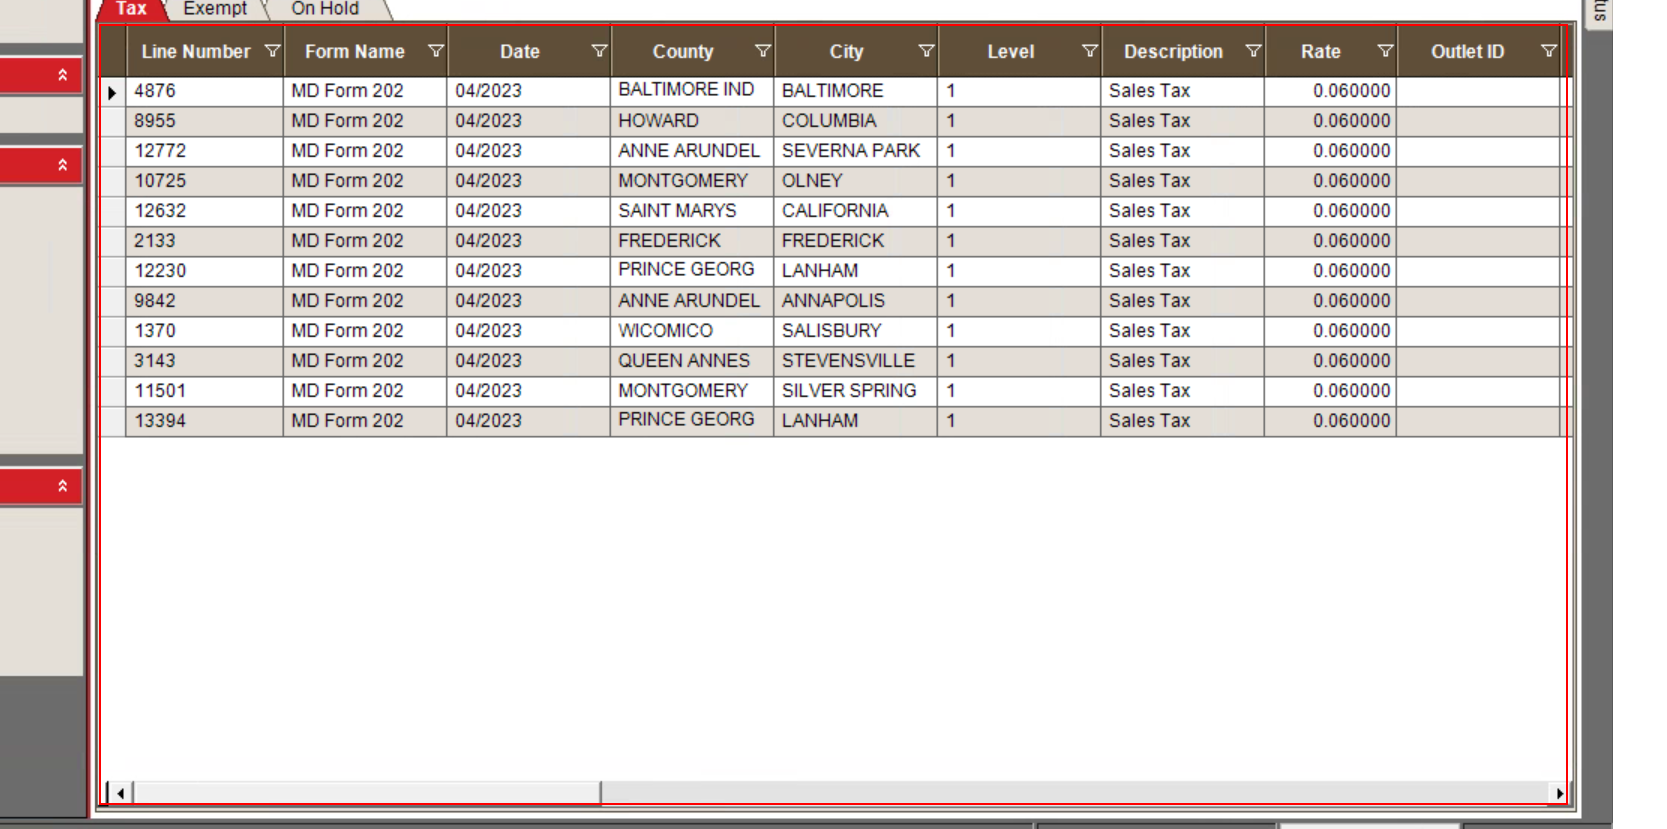 Tax Exempt On Hold
Line Number Form Name Date County City Level Description Rate Outlet ID
4876 MD Form 202 04/2023 BALTIMORE IND BALTIMORE 1 Sales Tax 0.060000
8955 MD Form 202 04/2023 HOWARD COLUMBIA 1 Sales Tax 0.060000
12772 MD Form 202 04/2023 ANNE ARUNDEL SEVERNA PARK 1 Sales Tax 0.060000
10725 MD Form 202 04/2023 MONTGOMERY OLNEY 1 Sales Tax 0.060000
12632 MD Form 202 04/2023 SAINT MARYS CALIFORNIA 1 Sales Tax 0.060000
2133 MD Form 202 04/2023 FREDERICK FREDERICK 1 Sales Tax 0.060000
12230 MD Form 202 04/2023 PRINCE GEORG LANHAM 1 Sales Tax 0.060000
9842 MD Form 202 04/2023 ANNE ARUNDEL ANNAPOLIS 1 Sales Tax 0.060000
1370 MD Form 202 04/2023 WICOMICO SALISBURY 1 Sales Tax 0.060000
3143 MD Form 202 04/2023 QUEEN ANNES STEVENSVILLE 1 Sales Tax 0.060000
11501 MD Form 202 04/2023 MONTGOMERY SILVER SPRING 1 Sales Tax 0.060000
13394 MD Form 202 04/2023 PRINCE GEORG LANHAM 1 Sales Tax 0.060000